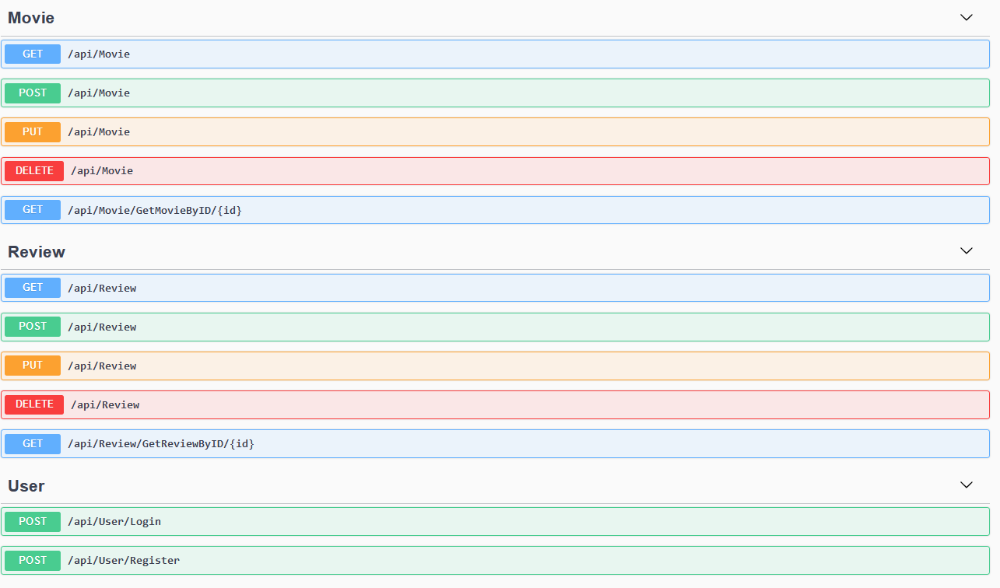 Movie
GET /api/Movie
POST /api/Movie
PUT /api/Movie
DELETE /api/Movie
GET /api/Movie/GetMovieByID/{id}
Review
GET /api/Review
POST /api/Review
PUT /api/Review
DELETE /api/Review
GET /api/Review/GetReviewByID/{id}
User
POST /api/User/Login
POST /api/User/Register